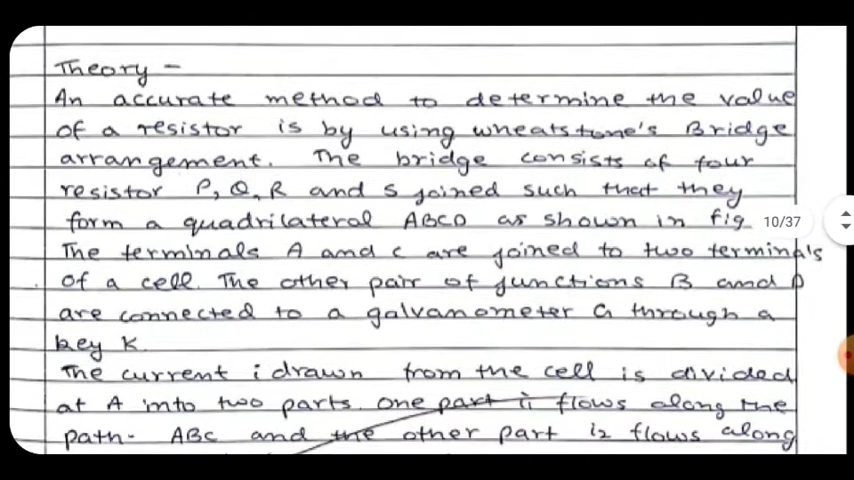 Theory -
An accurate method to determine the value
of a resistor is by using wheatstone's Bridge
arrangement. The bridge consists of four
resistor P, Q, R and S joined such that they
form a quadrilateral ABCD as shown in fig
10/37
The terminals A and C are joined to two terminals
of a cell. The other pair of junctions B and D
are connected to a galvanometer G through a
key K.
The current i drawn from the cell is divided
at A into two parts. One part i1 flows along the
path- ABC and the other part i2 flows along